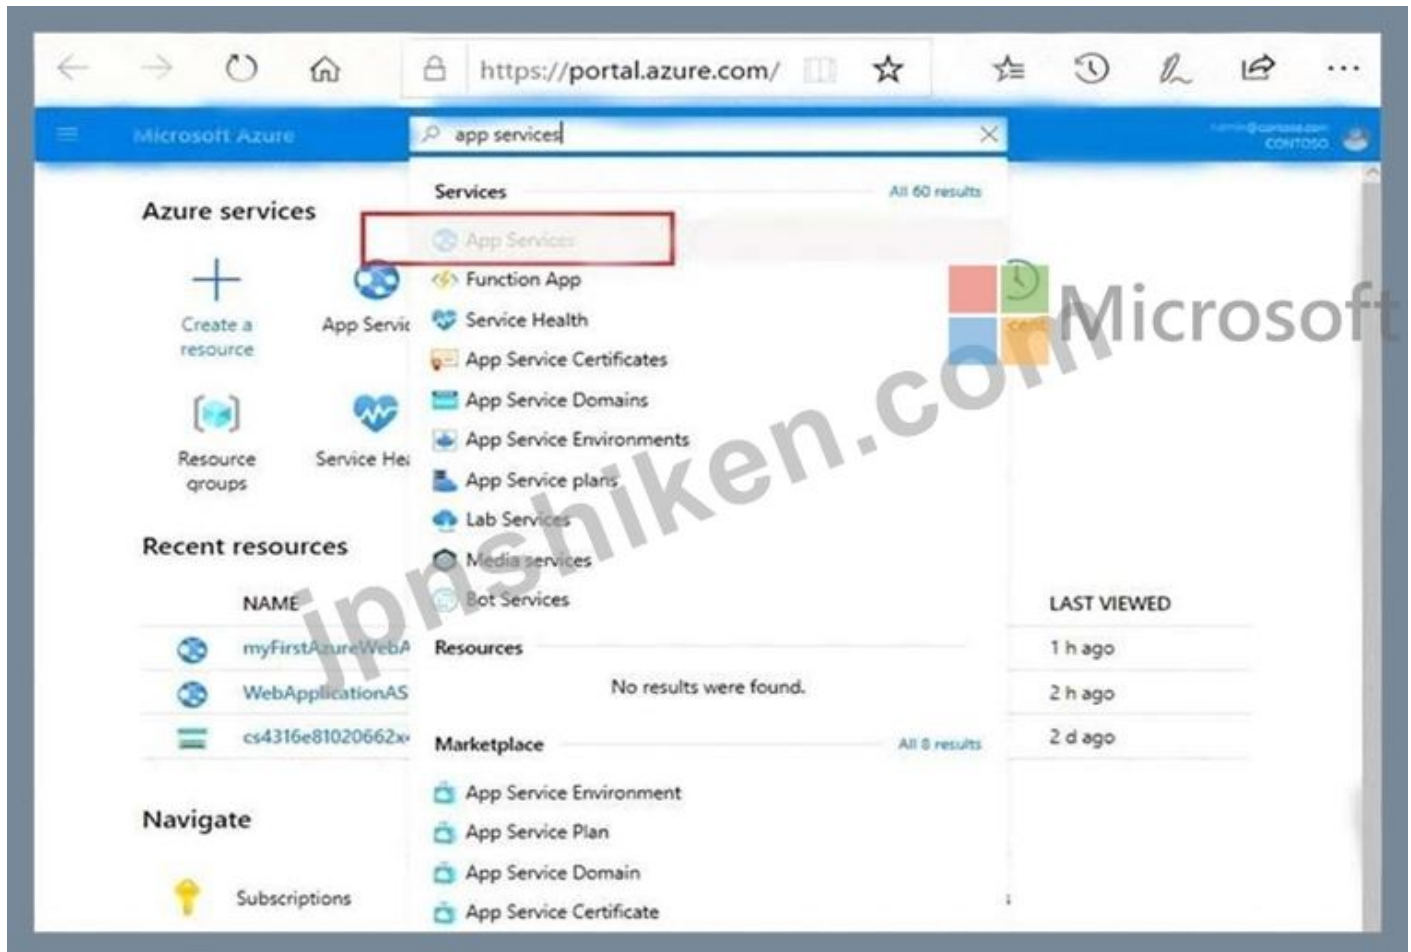 https://portal.azure.com/
Microsoft Azure
app services
CONTOSO
Services
All 60 results
Azure services
App Services
Function App
Create a resource
App Servic
Service Health
App Service Certificates
App Service Domains
App Service Environments
Resource groups
Service Hea
App Service plans
Lab Services
Media services
Bot Services
Recent resources
NAME
LAST VIEWED
myFirstAzureWebA
1 h ago
WebApplicationAS
2 h ago
2 d ago
Resources
No results were found.
Marketplace
All 8 results
App Service Environment
App Service Plan
App Service Domain
App Service Certificate
Navigate
Subscriptions
Microsoft
jpnshiken.com